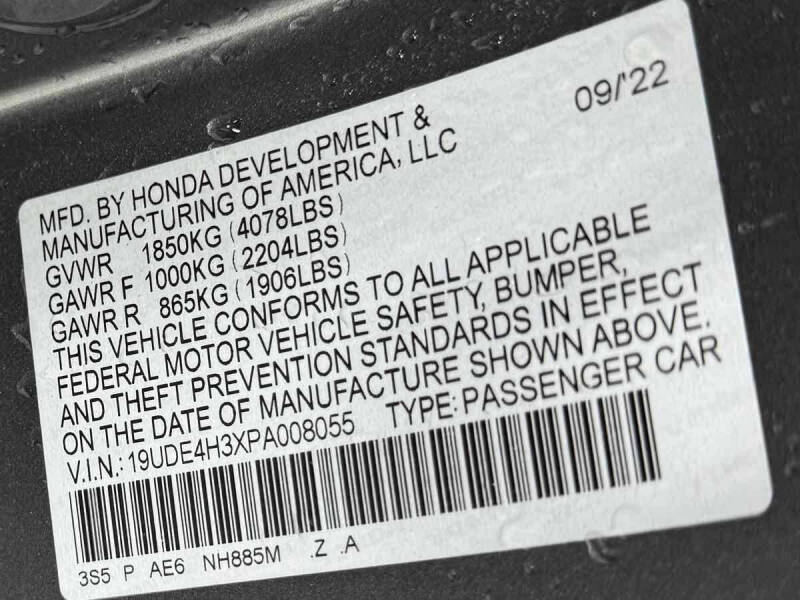 09/'22
MFD. BY HONDA DEVELOPMENT &
MANUFACTURING OF AMERICA, LLC
GVWR 1850KG (4078LBS)
GAWR F 1000KG (2204LBS)
GAWR R 865KG (1906LBS)
THIS VEHICLE CONFORMS TO ALL APPLICABLE
FEDERAL MOTOR VEHICLE SAFETY, BUMPER,
AND THEFT PREVENTION STANDARDS IN EFFECT
ON THE DATE OF MANUFACTURE SHOWN ABOVE.
V.I.N.: 19UDE4H3XPA008055 TYPE: PASSENGER CAR
3S5 P AE6 NH885M .Z .A